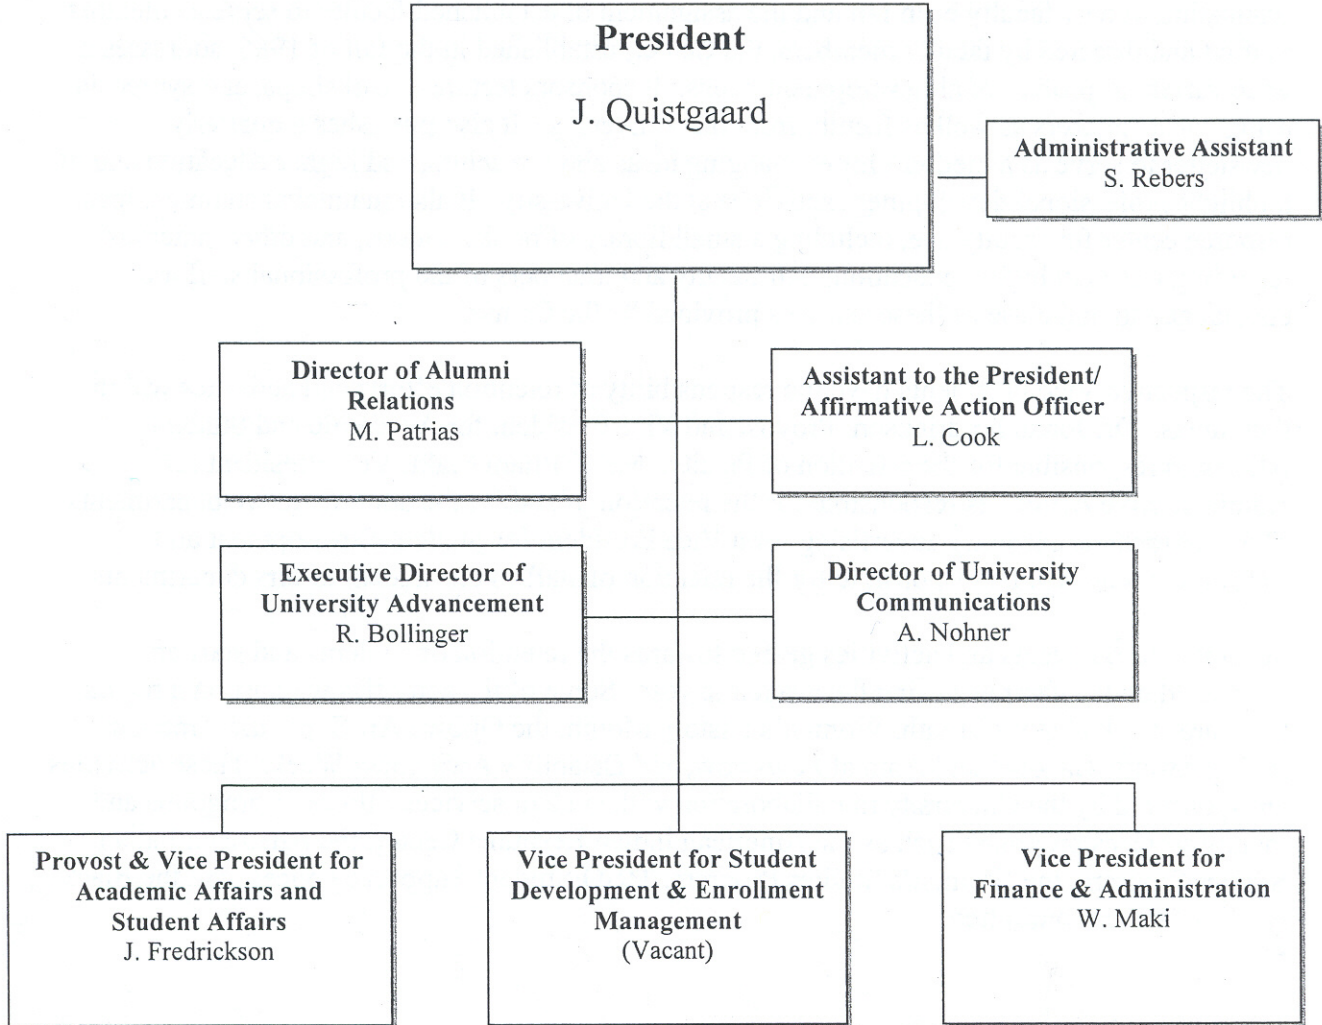 President
J. Quistgaard
Administrative Assistant
S. Rebers
Director of Alumni
Relations
M. Patrias
Assistant to the President/
Affirmative Action Officer
L. Cook
Executive Director of
University Advancement
R. Bollinger
Director of University
Communications
A. Nohner
Provost & Vice President for
Academic Affairs and
Student Affairs
J. Fredrickson
Vice President for Student
Development & Enrollment
Management
(Vacant)
Vice President for
Finance & Administration
W. Maki